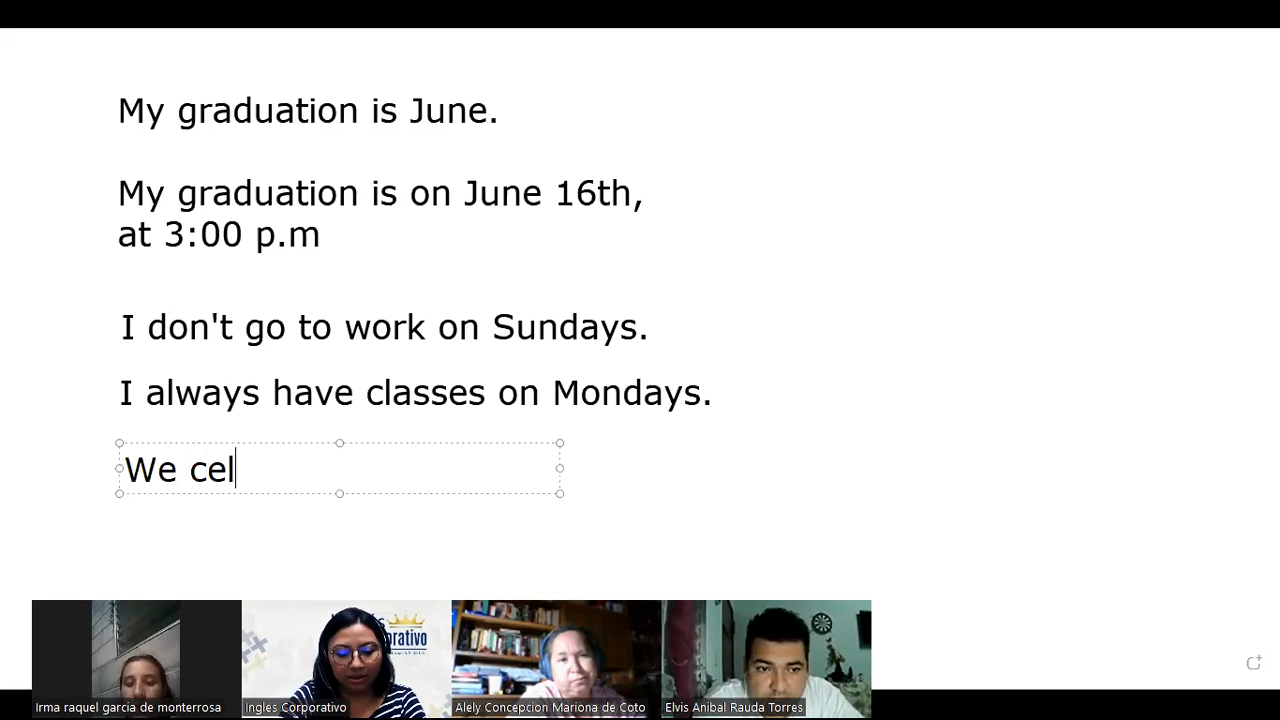 My graduation is June.
My graduation is on June 16th,
at 3:00 p.m
I don't go to work on Sundays.
I always have classes on Mondays.
We cel
Irma raquel garcia de monterrosa
Ingles Corporativo
Alely Concepcion Mariona de Coto
Elvis Anibal Rauda Torres